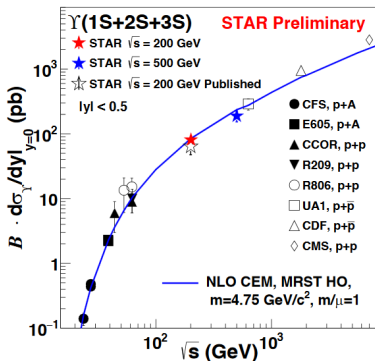 STAR Preliminary
ϒ(1S+2S+3S)
STAR √s = 200 GeV
STAR √s = 500 GeV
STAR √s = 200 GeV Published
|y| < 0.5
CFS, p+A
E605, p+A
CCOR, p+p
R209, p+p
R806, p+p
UA1, p+p̄
CDF, p+p̄
CMS, p+p
NLO CEM, MRST HO,
m=4.75 GeV/c², m/μ=1
B · dσϒ/dy|y=0 (pb)
10³
10²
10
1
10⁻¹
10²
10³
√s (GeV)